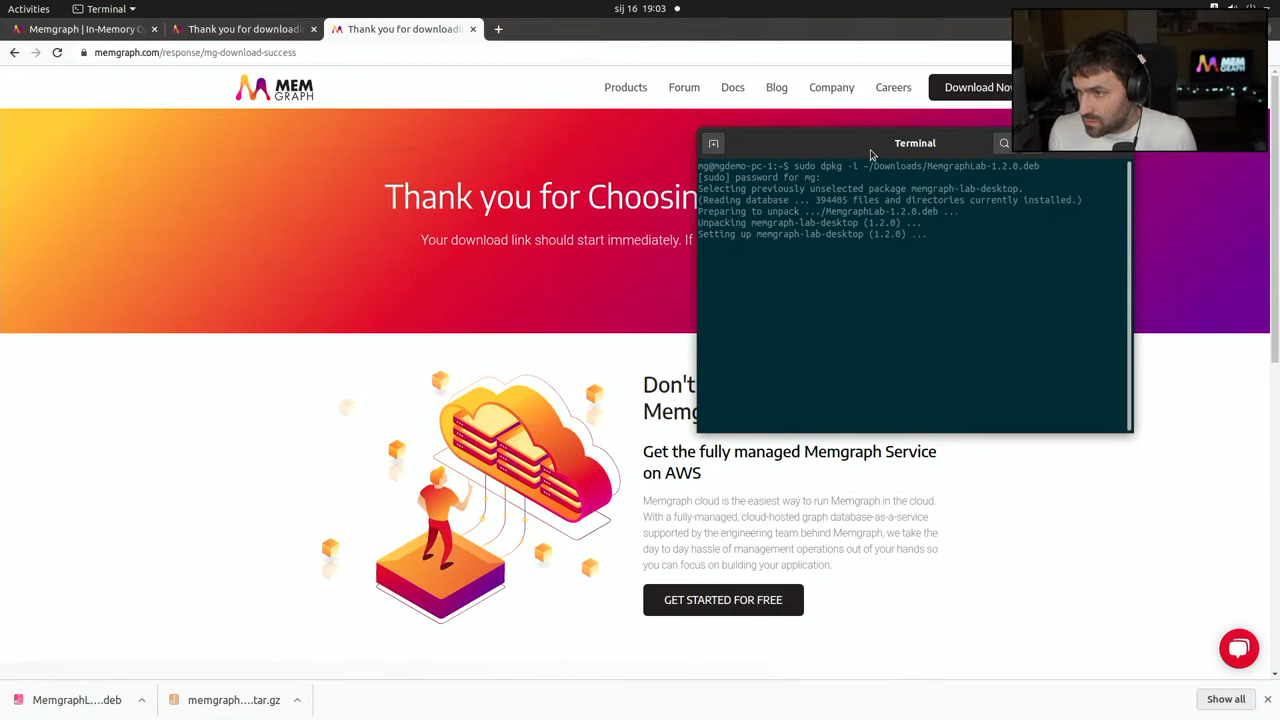 Activities
Terminal
sij 16 19:03
Memgraph | In-Memory
Thank you for downloadin
Thank you for downloadin
memgraph.com/response/mg-download-success
MEM
GRAPH
Products
Forum
Docs
Blog
Company
Careers
Download Now
MEM
GRAPH
Thank you for Choosin
Your download link should start immediately. If
Terminal
mg@mgdemo-pc-1:~$ sudo dpkg -i ~/Downloads/MemgraphLab-1.2.0.deb
[sudo] password for mg:
Selecting previously unselected package memgraph-lab-desktop.
(Reading database ... 394405 files and directories currently installed.)
Preparing to unpack .../MemgraphLab-1.2.0.deb ...
Unpacking memgraph-lab-desktop (1.2.0) ...
Setting up memgraph-lab-desktop (1.2.0) ...
Don't
Memg
Get the fully managed Memgraph Service
on AWS
Memgraph cloud is the easiest way to run Memgraph in the cloud.
With a fully-managed, cloud-hosted graph database-as-a-service
supported by the engineering team behind Memgraph, we take the
day to day hassle of management operations out of your hands so
you can focus on building your application.
GET STARTED FOR FREE
MemgraphL....deb
memgraph....tar.gz
Show all